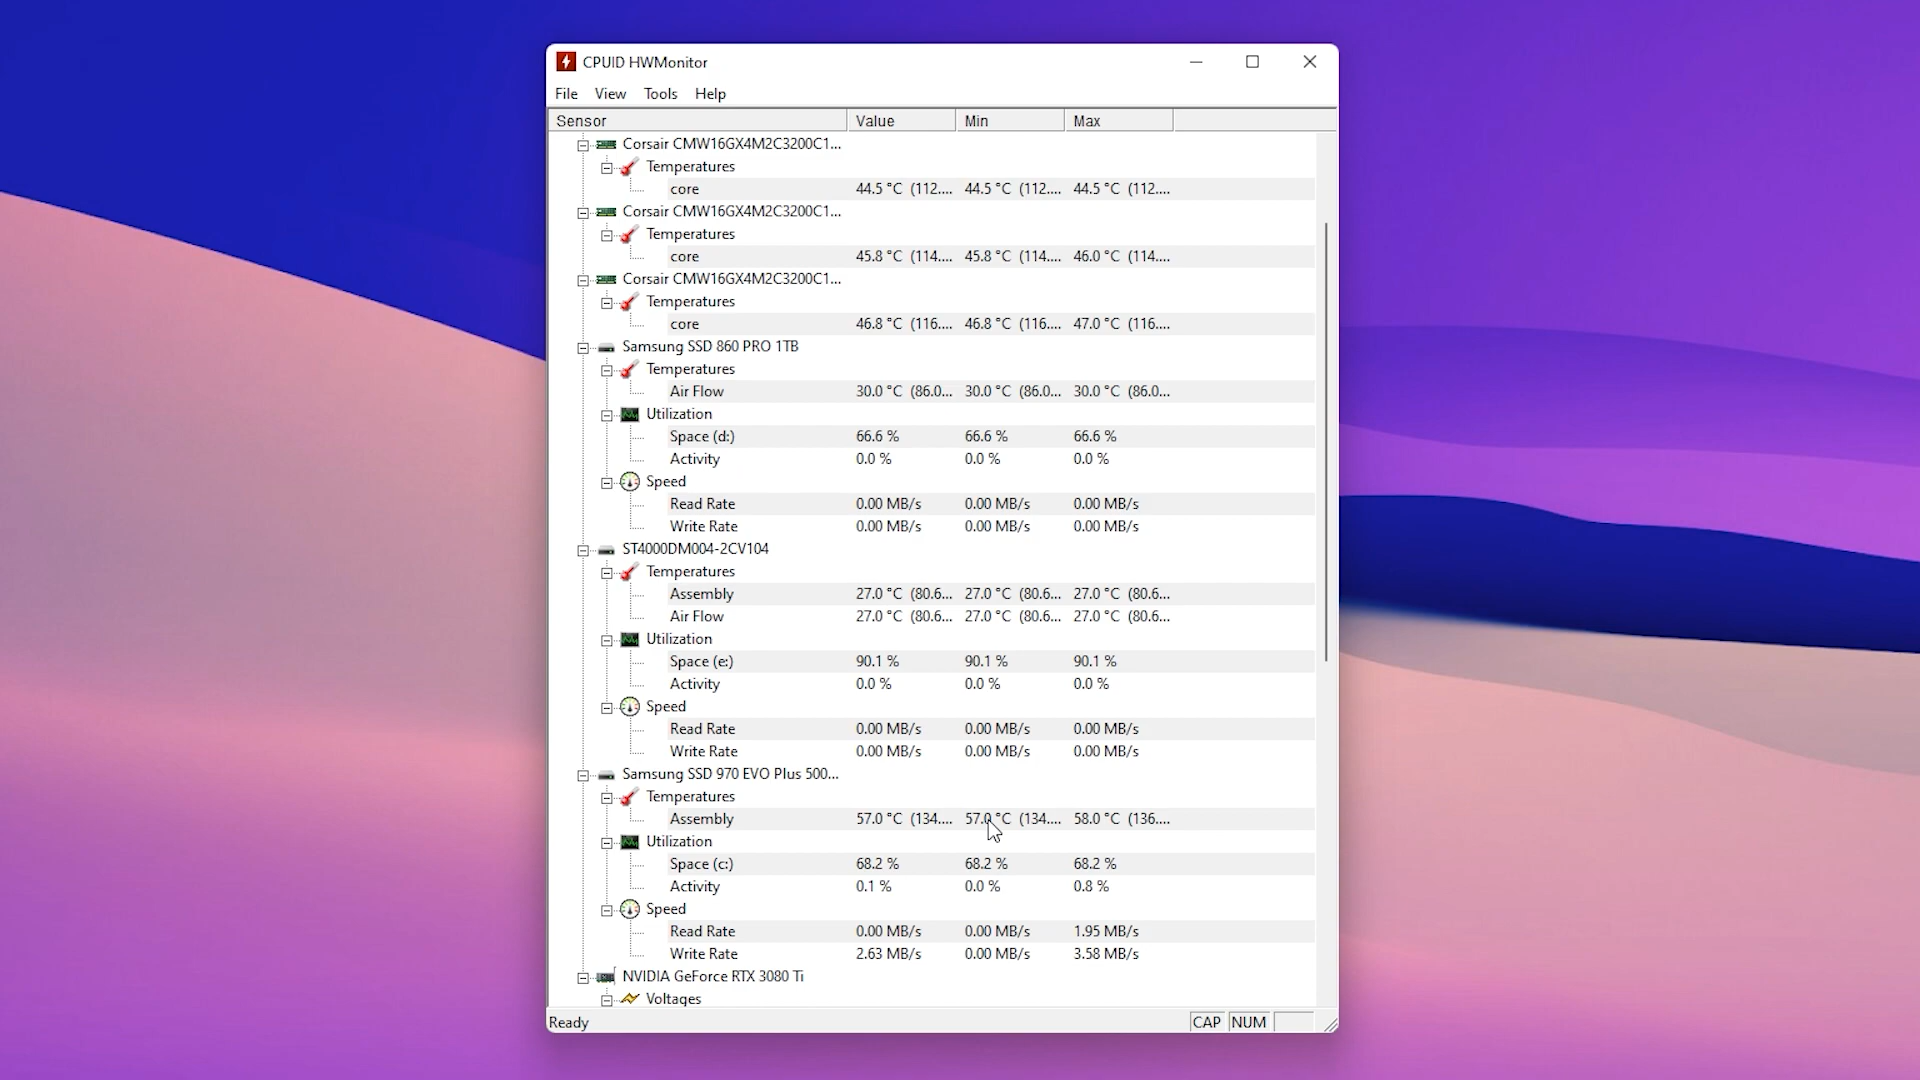 CPUID HWMonitor
File View Tools Help
Sensor Value Min Max
Corsair CMW16GX4M2C3200C1...
Temperatures
core 44.5 °C (112.... 44.5 °C (112.... 44.5 °C (112....
Corsair CMW16GX4M2C3200C1...
Temperatures
core 45.8 °C (114.... 45.8 °C (114.... 46.0 °C (114....
Corsair CMW16GX4M2C3200C1...
Temperatures
core 46.8 °C (116.... 46.8 °C (116.... 47.0 °C (116....
Samsung SSD 860 PRO 1TB
Temperatures
Air Flow 30.0 °C (86.0... 30.0 °C (86.0... 30.0 °C (86.0...
Utilization
Space (d:) 66.6 % 66.6 % 66.6 %
Activity 0.0 % 0.0 % 0.0 %
Speed
Read Rate 0.00 MB/s 0.00 MB/s 0.00 MB/s
Write Rate 0.00 MB/s 0.00 MB/s 0.00 MB/s
ST4000DM004-2CV104
Temperatures
Assembly 27.0 °C (80.6... 27.0 °C (80.6... 27.0 °C (80.6...
Air Flow 27.0 °C (80.6... 27.0 °C (80.6... 27.0 °C (80.6...
Utilization
Space (e:) 90.1 % 90.1 % 90.1 %
Activity 0.0 % 0.0 % 0.0 %
Speed
Read Rate 0.00 MB/s 0.00 MB/s 0.00 MB/s
Write Rate 0.00 MB/s 0.00 MB/s 0.00 MB/s
Samsung SSD 970 EVO Plus 500...
Temperatures
Assembly 57.0 °C (134.... 57.0 °C (134.... 58.0 °C (136....
Utilization
Space (c:) 68.2 % 68.2 % 68.2 %
Activity 0.1 % 0.0 % 0.8 %
Speed
Read Rate 0.00 MB/s 0.00 MB/s 1.95 MB/s
Write Rate 2.63 MB/s 0.00 MB/s 3.58 MB/s
NVIDIA GeForce RTX 3080 Ti
Voltages
Ready CAP NUM